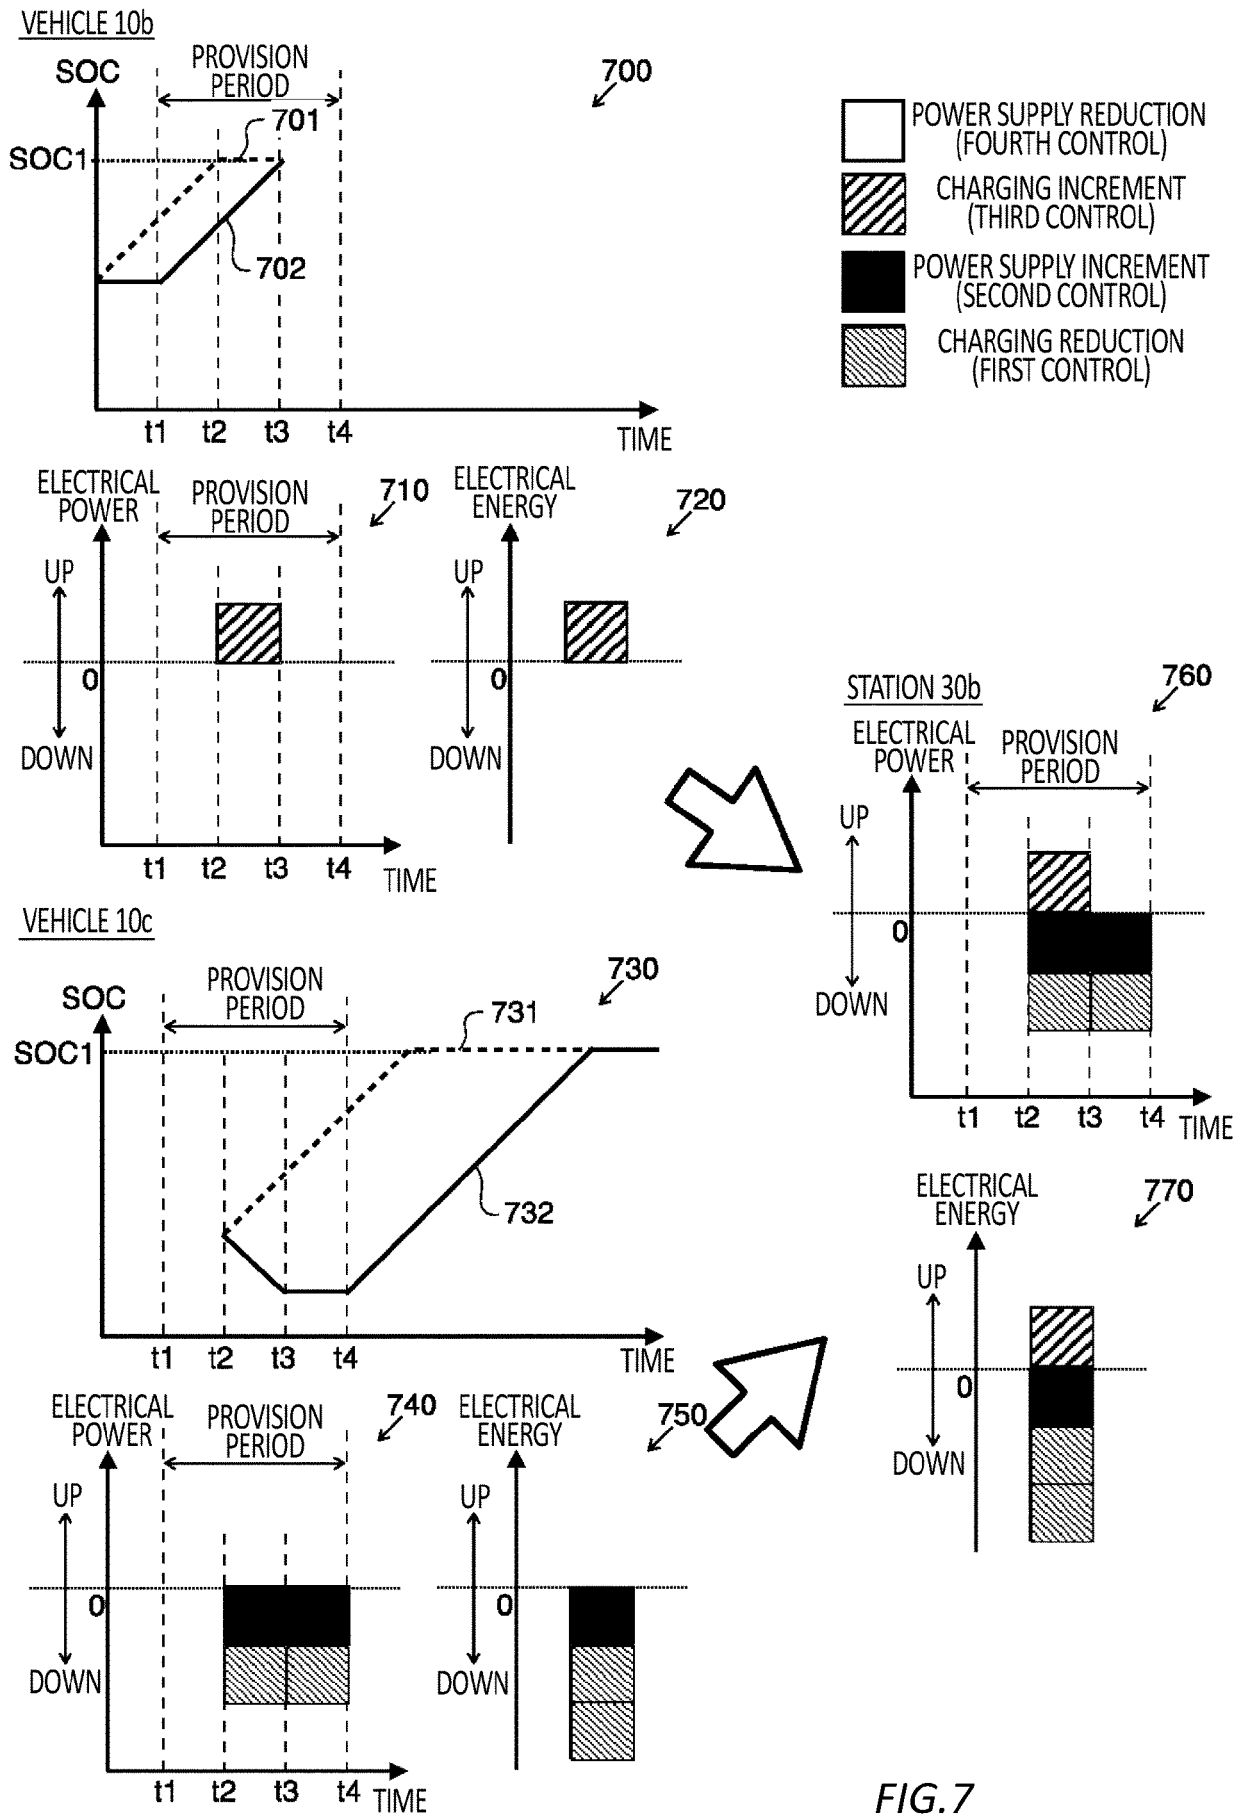 VEHICLE 10b
SOC
PROVISION
PERIOD
700
701
SOC1
702
t1 t2 t3 t4
TIME
POWER SUPPLY REDUCTION
(FOURTH CONTROL)
CHARGING INCREMENT
(THIRD CONTROL)
POWER SUPPLY INCREMENT
(SECOND CONTROL)
CHARGING REDUCTION
(FIRST CONTROL)
ELECTRICAL
POWER
PROVISION
PERIOD
710
UP
0
DOWN
t1 t2 t3 t4
TIME
ELECTRICAL
ENERGY
720
UP
0
DOWN
VEHICLE 10c
SOC
PROVISION
PERIOD
730
731
SOC1
732
t1 t2 t3 t4
TIME
ELECTRICAL
POWER
PROVISION
PERIOD
740
UP
0
DOWN
t1 t2 t3 t4
TIME
ELECTRICAL
ENERGY
750
UP
0
DOWN
STATION 30b
760
ELECTRICAL
POWER
PROVISION
PERIOD
UP
0
DOWN
t1 t2 t3 t4
TIME
ELECTRICAL
ENERGY
770
UP
0
DOWN
FIG.7